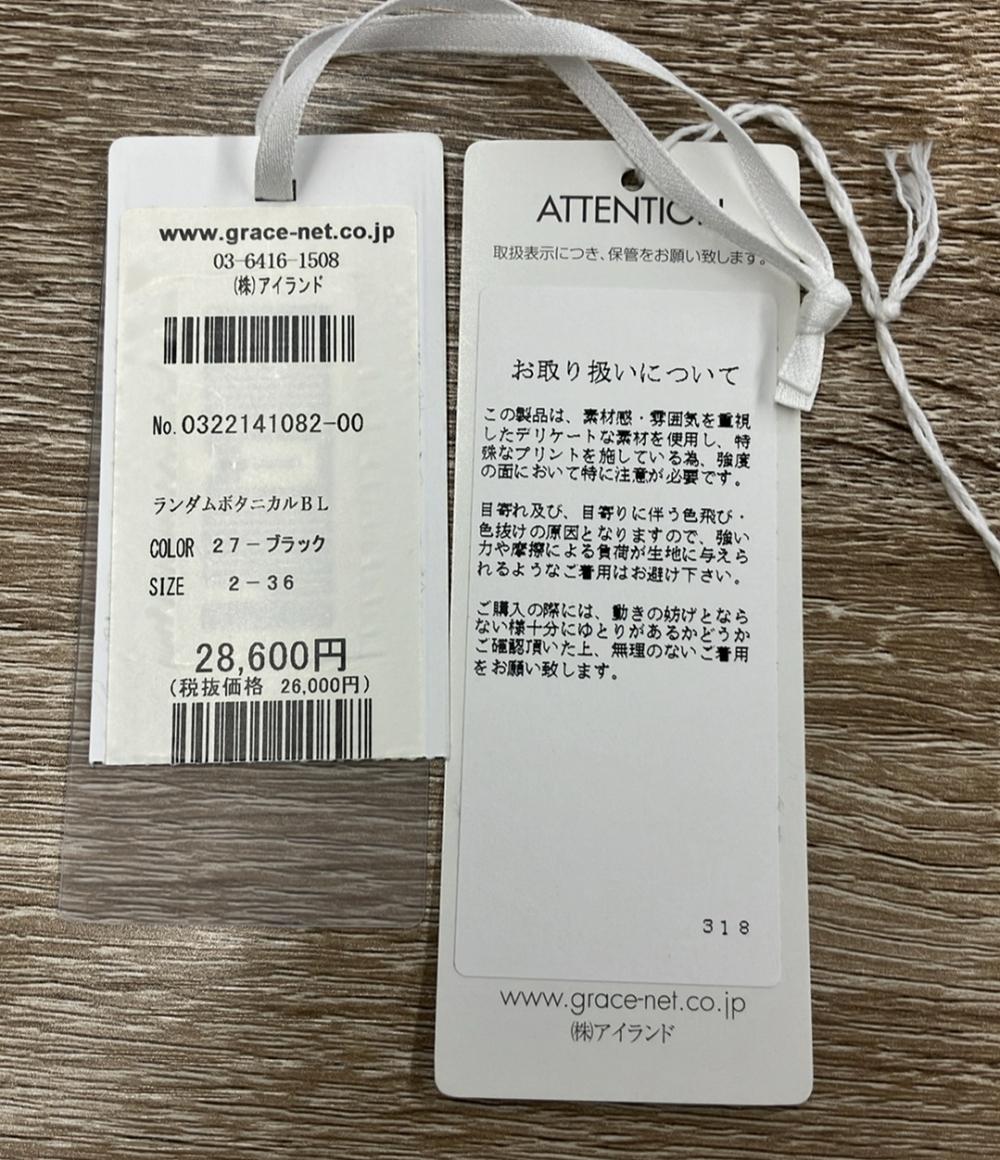 www.grace-net.co.jp
03-6416-1508
(株)アイランド
No.0322141082-00
ランダムボタニカルBL
COLOR 27-ブラック
SIZE 2-36
28,600円
(税抜価格 26,000円)
ATTENTION
取扱表示につき、保管をお願い致します。
お取り扱いについて
この製品は、素材感・雰囲気を重視
したデリケートな素材を使用し、特
殊なプリントを施している為、強度
の面において特に注意が必要です。
目寄れ及び、目寄りに伴う色飛び・
色抜けの原因となりますので、強い
力や摩擦による負荷が生地に与えら
れるようなご着用はお避け下さい。
ご購入の際には、動きの妨げとなら
ない様十分にゆとりがあるかどうか
ご確認頂いた上、無理のないご着用
をお願い致します。
318
www.grace-net.co.jp
(株)アイランド